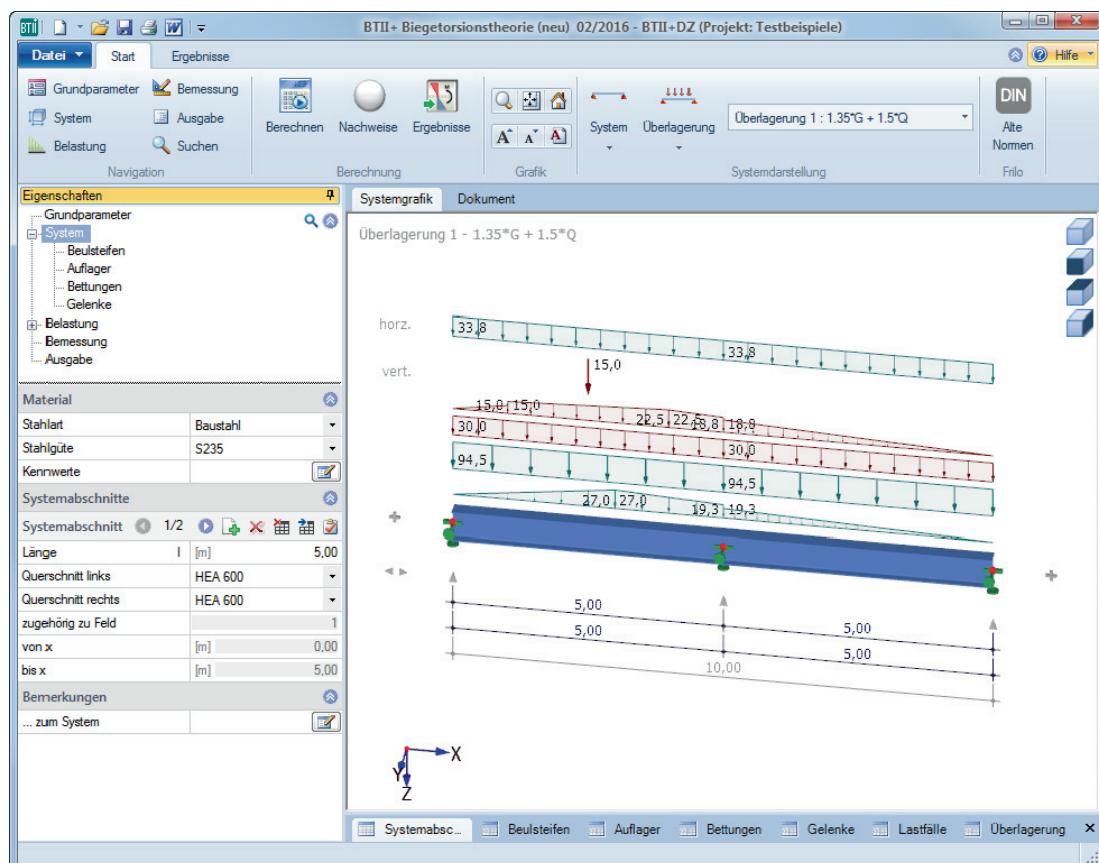 BTII
BTII+ Biegetorsionstheorie (neu) 02/2016 - BTII+DZ (Projekt: Testbeispiele)
Datei Start Ergebnisse Hilfe
Grundparameter Bemessung
System Ausgabe
Belastung Suchen
Navigation
Berechnen Nachweise Ergebnisse
Berechnung
A A A
Grafik
System Überlagerung Überlagerung 1 : 1.35*G + 1.5*Q
Systemdarstellung
DIN
Alte
Normen
Frilo
Eigenschaften
Grundparameter
System
Beulsteifen
Auflager
Bettungen
Gelenke
Belastung
Bemessung
Ausgabe
Material
Stahlart Baustahl
Stahlgüte S235
Kennwerte
Systemabschnitte
Systemabschnitt 1/2
Länge l [m] 5,00
Querschnitt links HEA 600
Querschnitt rechts HEA 600
zugehörig zu Feld 1
von x [m] 0,00
bis x [m] 5,00
Bemerkungen
... zum System
Systemgrafik Dokument
Überlagerung 1 - 1.35*G + 1.5*Q
horz.
33,8 33,8
vert.
15,0
15,0 15,0 22,5 22,5 18,8 18,8
30,0 30,0
94,5 94,5
27,0 27,0 19,3 19,3
5,00 5,00
5,00 5,00
10,00
X
Y
Z
Systemabsc... Beulsteifen Auflager Bettungen Gelenke Lastfälle Überlagerung